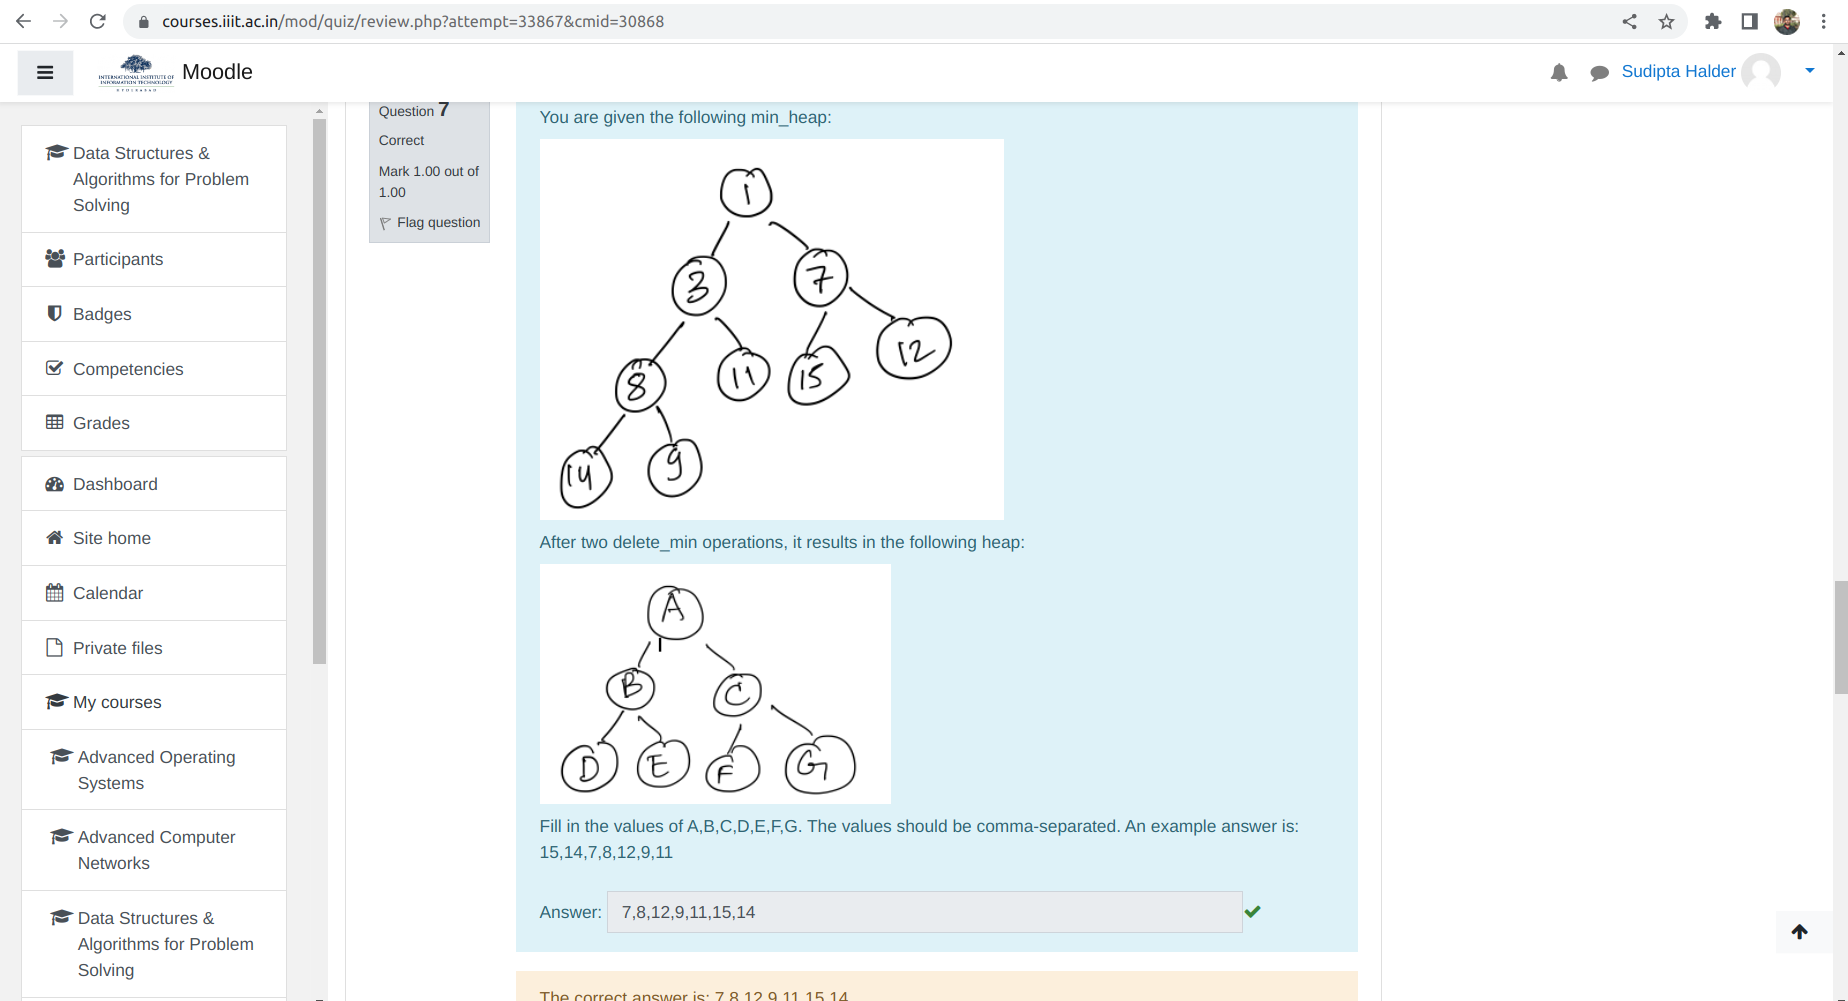 courses.iiit.ac.in/mod/quiz/review.php?attempt=33867&cmid=30868
INTERNATIONAL INSTITUTE OF
INFORMATION TECHNOLOGY
HYDERABAD
Moodle
Sudipta Halder
Data Structures &
Algorithms for Problem
Solving
Participants
Badges
Competencies
Grades
Dashboard
Site home
Calendar
Private files
My courses
Advanced Operating
Systems
Advanced Computer
Networks
Data Structures &
Algorithms for Problem
Solving
Question 7
Correct
Mark 1.00 out of
1.00
Flag question
You are given the following min_heap:
1
3 7
8 11 15 12
14 9
After two delete_min operations, it results in the following heap:
A
B C
D E F G
Fill in the values of A,B,C,D,E,F,G. The values should be comma-separated. An example answer is:
15,14,7,8,12,9,11
Answer: 7,8,12,9,11,15,14
The correct answer is: 7,8,12,9,11,15,14